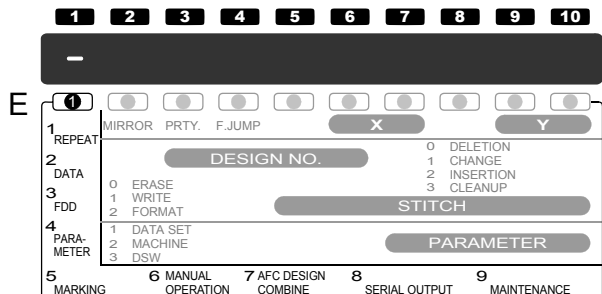 1 2 3 4 5 6 7 8 9 10
-
E 1
1 REPEAT MIRROR PRTY. F.JUMP X Y
2 DATA DESIGN NO. 0 DELETION
1 CHANGE
2 INSERTION
3 CLEANUP
3 FDD 0 ERASE
1 WRITE
2 FORMAT
STITCH
4 PARA-
METER
1 DATA SET
2 MACHINE
3 DSW
PARAMETER
5 MARKING
6 MANUAL OPERATION
7 AFC DESIGN COMBINE
8 SERIAL OUTPUT
9 MAINTENANCE